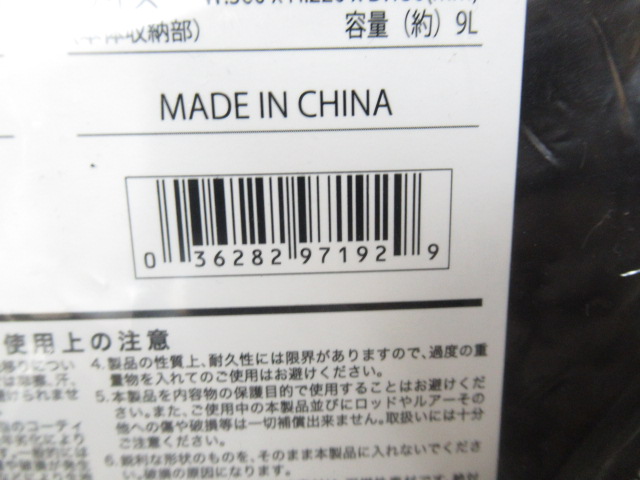 容量（約）9L
MADE IN CHINA
0 36282 97192 9
使用上の注意
4.製品の性質上、耐久性には限界がありますので、過度の重
量物を入れてのご使用はお避けください。
5.本製品を内容物の保護目的で使用することはお避けくだ
さい。また、ご使用中の本製品並びにロッドやルアーその
他への傷や破損等は一切補償出来ません。取扱いには十分
ご注意ください。
6.鋭利な形状のものを、そのまま本製品に入れないでくださ
い。破損の原因になります。